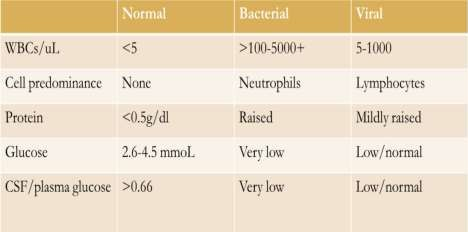 Normal Bacterial Viral
WBCs/uL <5 >100-5000+ 5-1000
Cell predominance None Neutrophils Lymphocytes
Protein <0.5g/dl Raised Mildly raised
Glucose 2.6-4.5 mmoL Very low Low/normal
CSF/plasma glucose >0.66 Very low Low/normal